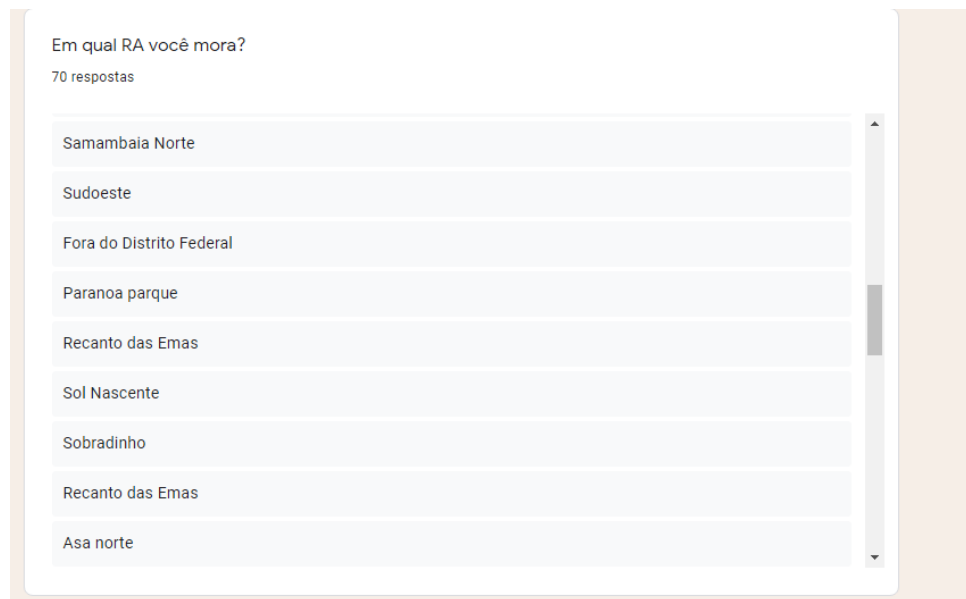 Em qual RA você mora?
70 respostas
Samambaia Norte
Sudoeste
Fora do Distrito Federal
Paranoa parque
Recanto das Emas
Sol Nascente
Sobradinho
Recanto das Emas
Asa norte